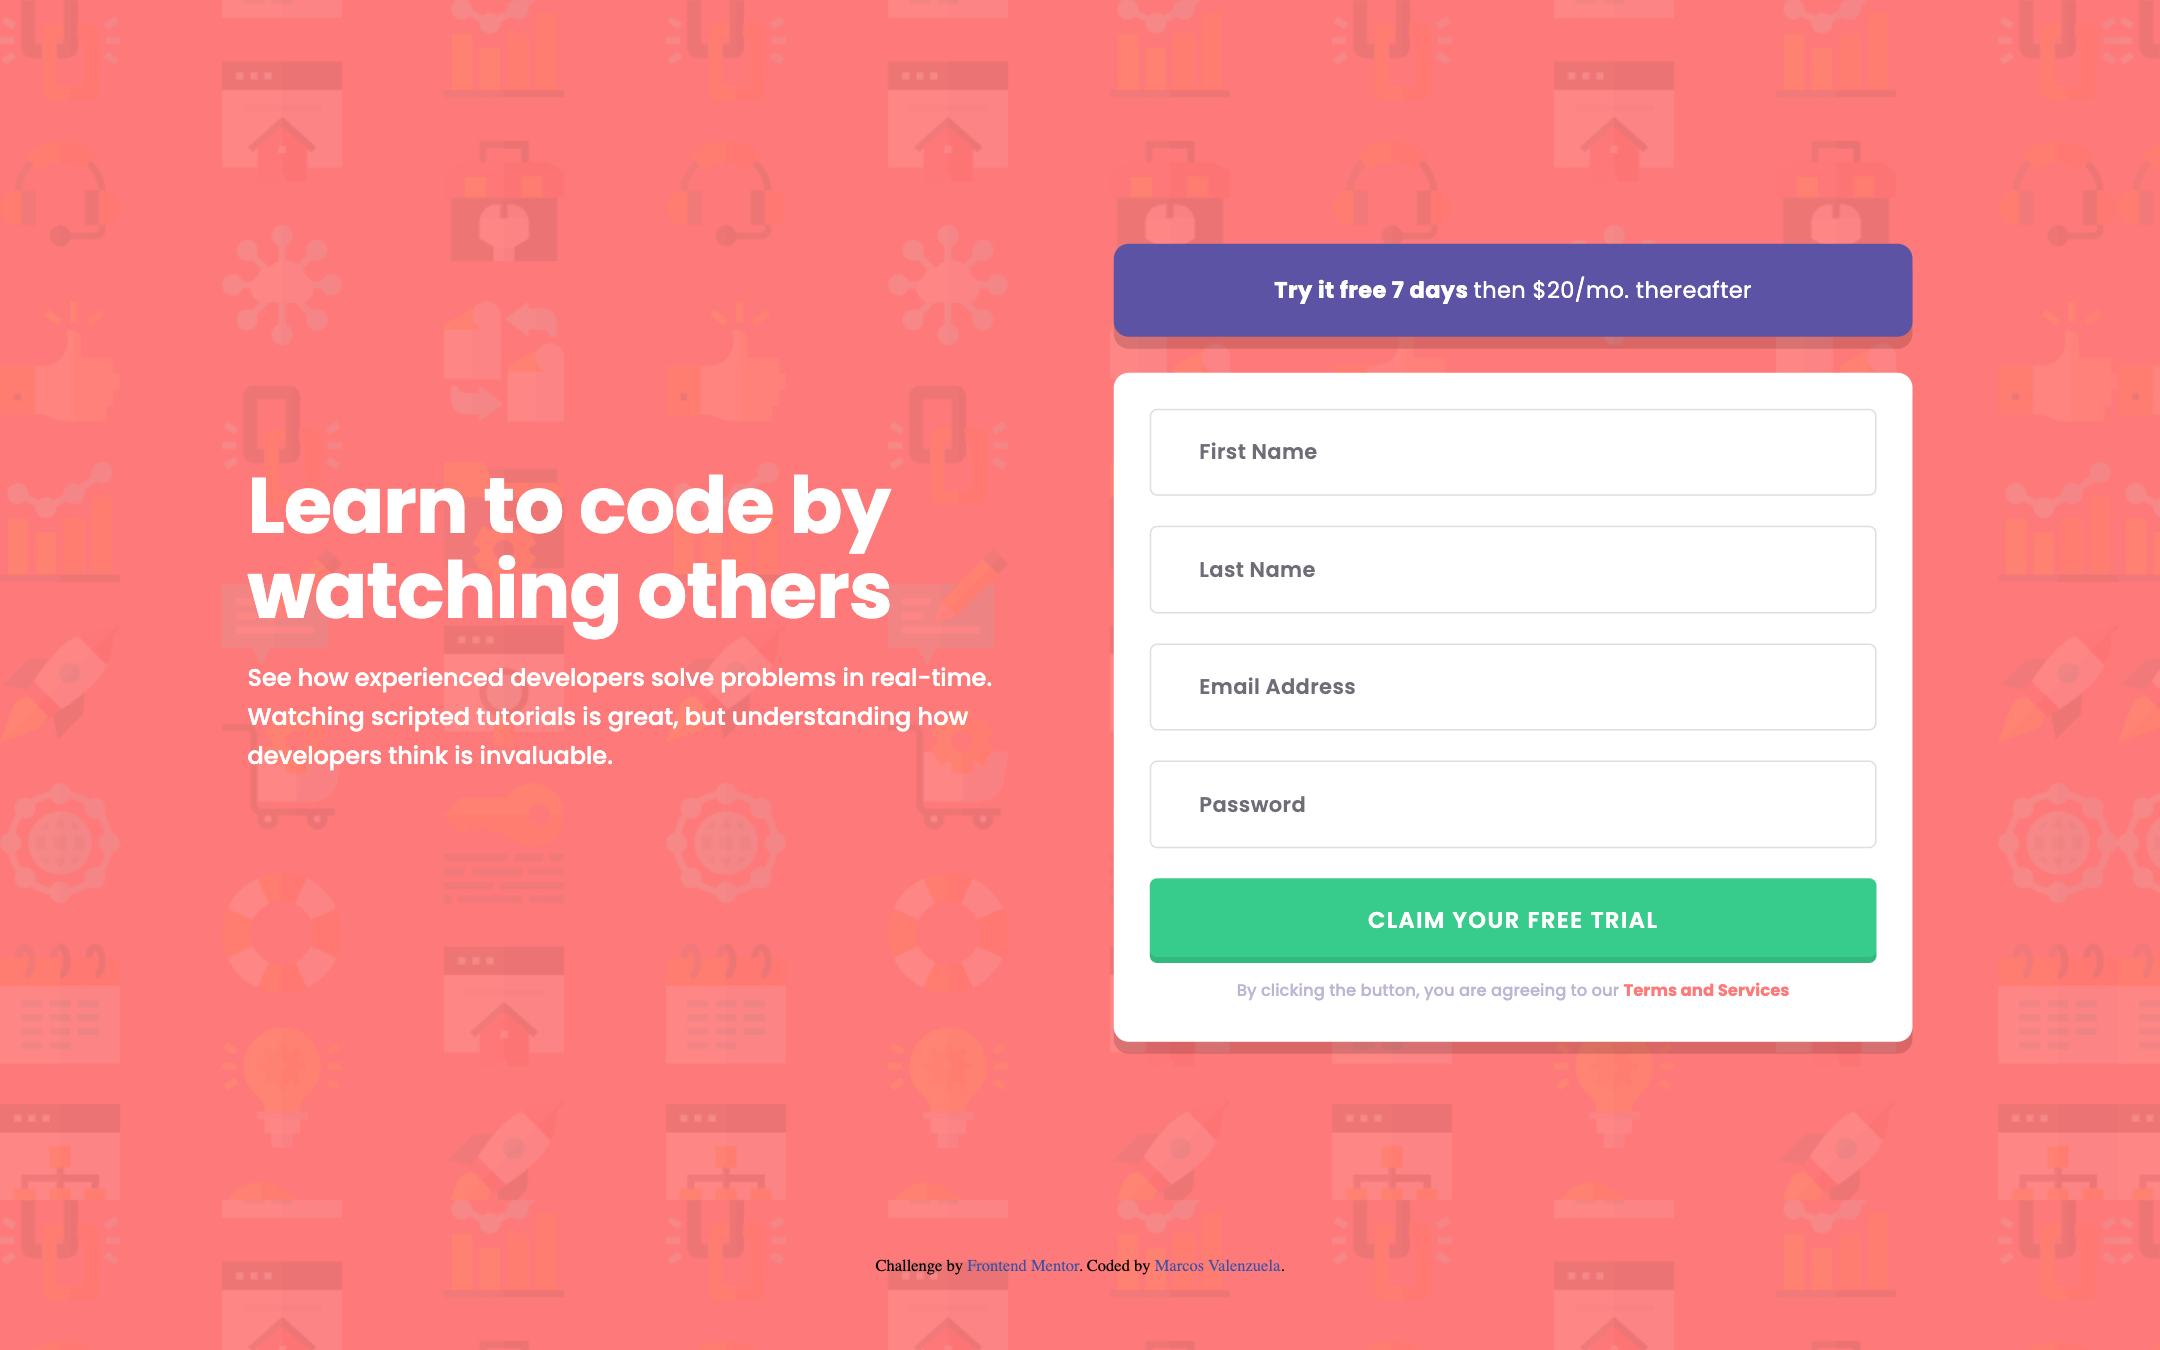 Learn to code by
watching others
See how experienced developers solve problems in real-time.
Watching scripted tutorials is great, but understanding how
developers think is invaluable.
Try it free 7 days then $20/mo. thereafter
First Name
Last Name
Email Address
Password
CLAIM YOUR FREE TRIAL
By clicking the button, you are agreeing to our Terms and Services
Challenge by Frontend Mentor. Coded by Marcos Valenzuela.